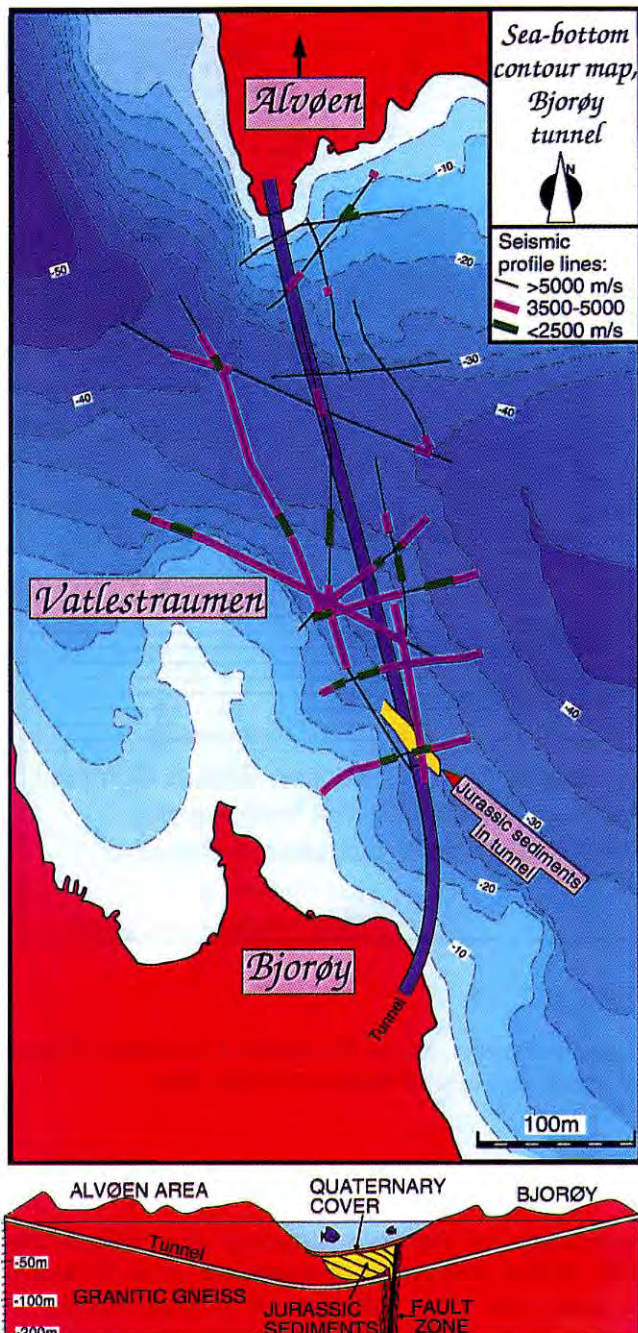 Sea-bottom
contour map,
Bjorøy
tunnel
N
Seismic
profile lines:
>5000 m/s
3500-5000
<2500 m/s
Alvøen
-10
-20
-30
-40
-50
-40
Vatlestraumen
-40
-30
-20
-10
Jurassic sediments
in tunnel
Bjorøy
Tunnel
100m
ALVØEN AREA
QUATERNARY
COVER
BJORØY
Tunnel
-50m
-100m
GRANITIC GNEISS
JURASSIC
SEDIMENTS
FAULT
ZONE
-200m